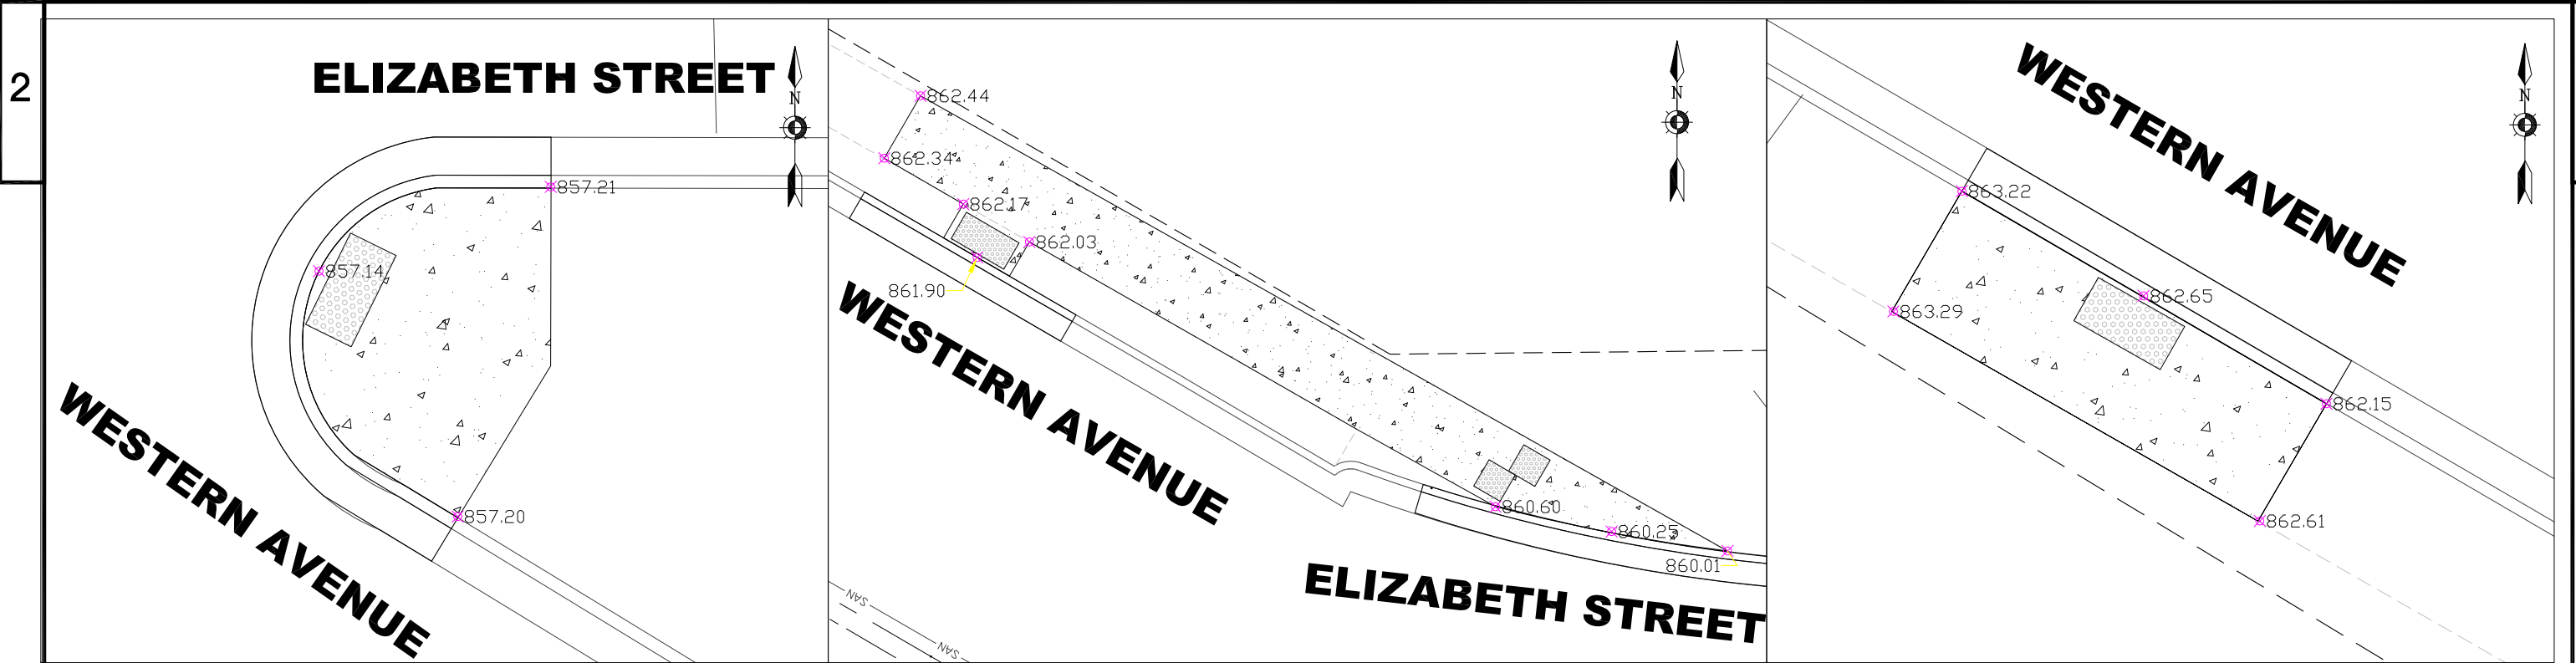 2
ELIZABETH STREET
N
857.21
857.14
WESTERN AVENUE
857.20
862.44
N
862.34
862.17
862.03
861.90
WESTERN AVENUE
860.60
860.25
860.01
ELIZABETH STREET
SAN
SAN
WESTERN AVENUE
N
863.22
862.65
863.29
862.15
862.61